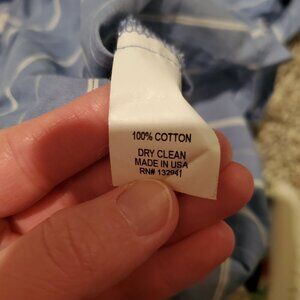 100% COTTON
DRY CLEAN
MADE IN USA
RN# 132941